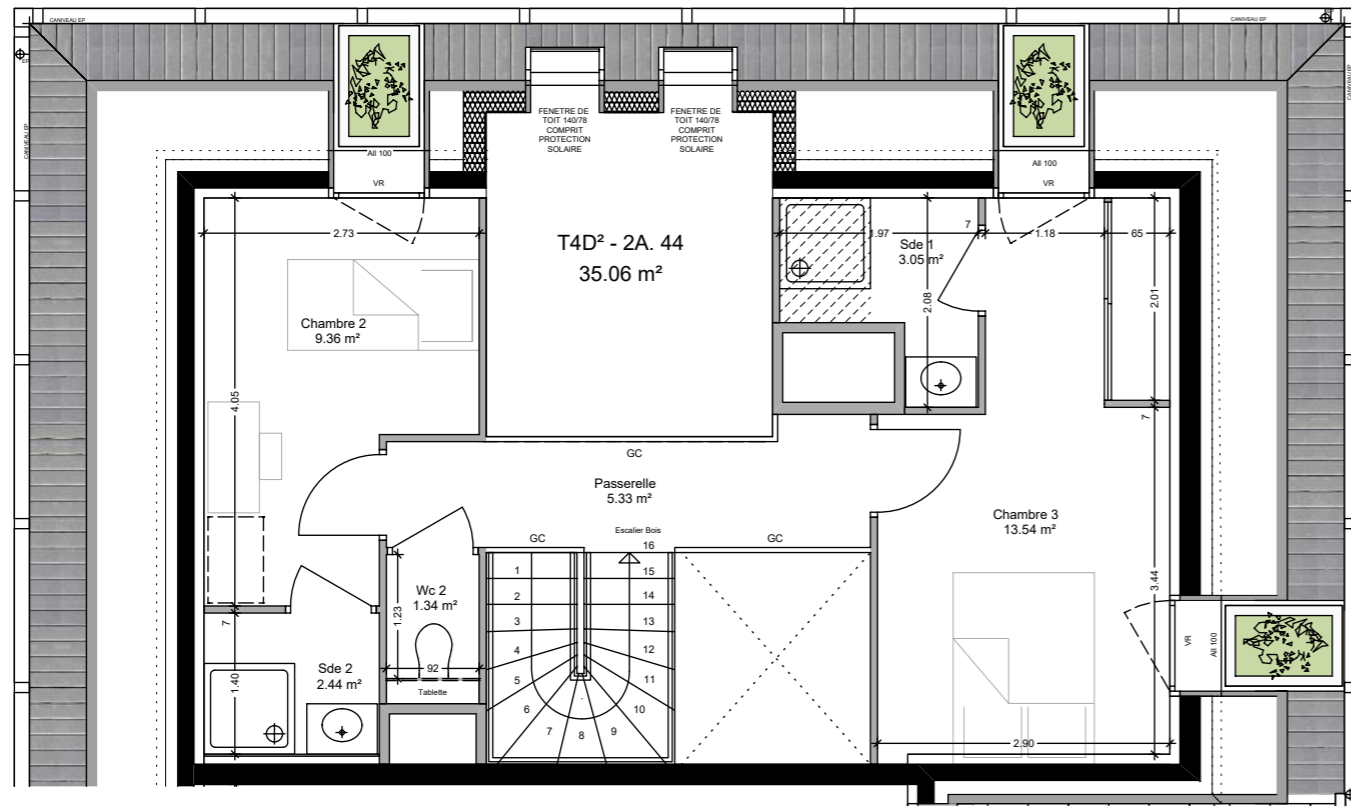 CANIVEAU EP
CANIVEAU EP
EP
EP
CANIVEAU EP
CANIVEAU EP
FENETRE DE
TOIT 140/78
COMPRIT
PROTECTION
SOLAIRE
FENETRE DE
TOIT 140/78
COMPRIT
PROTECTION
SOLAIRE
All 100
VR
All 100
VR
2.73
T4D² - 2A. 44
35.06 m²
1.97
7
Sde 1
3.05 m²
1.18
65
2.08
2.01
Chambre 2
9.36 m²
4.05
7
GC
Passerelle
5.33 m²
Chambre 3
13.54 m²
Escalier Bois
GC
GC
16
15
14
13
12
11
10
9
8
7
6
5
4
3
2
1
Wc 2
1.34 m²
1.23
92
Tablette
7
Sde 2
2.44 m²
1.40
3.44
VR
All 100
2.90